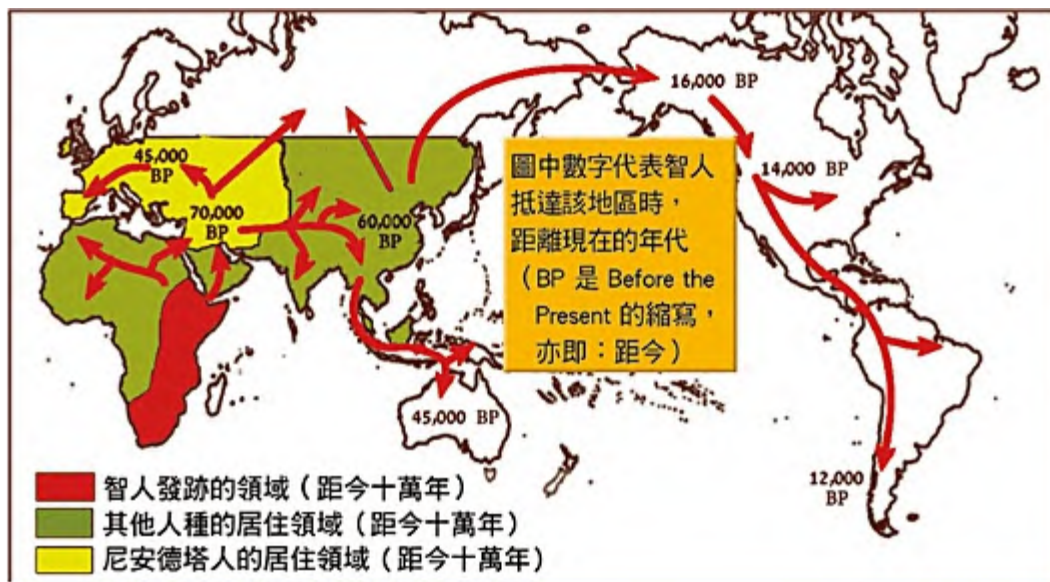 16,000 BP
45,000
BP
14,000 BP
70,000
BP
60,000
BP
圖中數字代表智人
抵達該地區時，
距離現在的年代
（BP 是 Before the
Present 的縮寫，
亦即：距今）
45,000 BP
12,000
BP
智人發跡的領域（距今十萬年）
其他人種的居住領域（距今十萬年）
尼安德塔人的居住領域（距今十萬年）